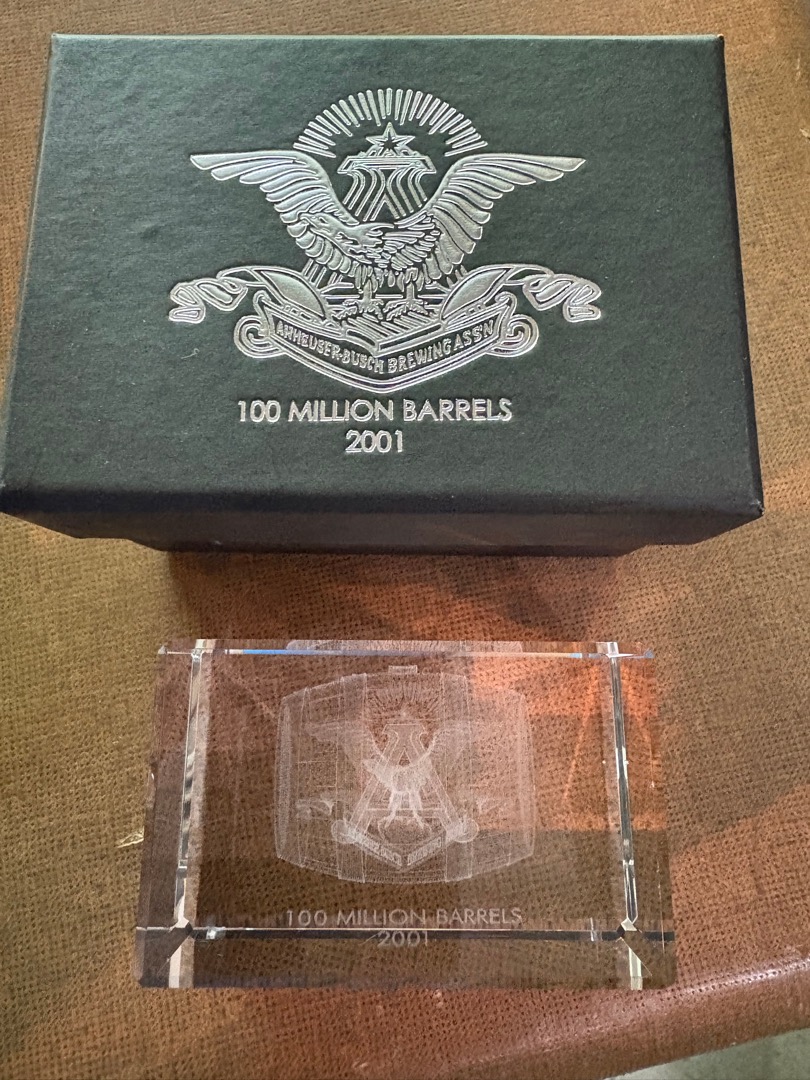 ANHEUSER-BUSCH BREWING ASS'N
100 MILLION BARRELS
2001
100 MILLION BARRELS
2001